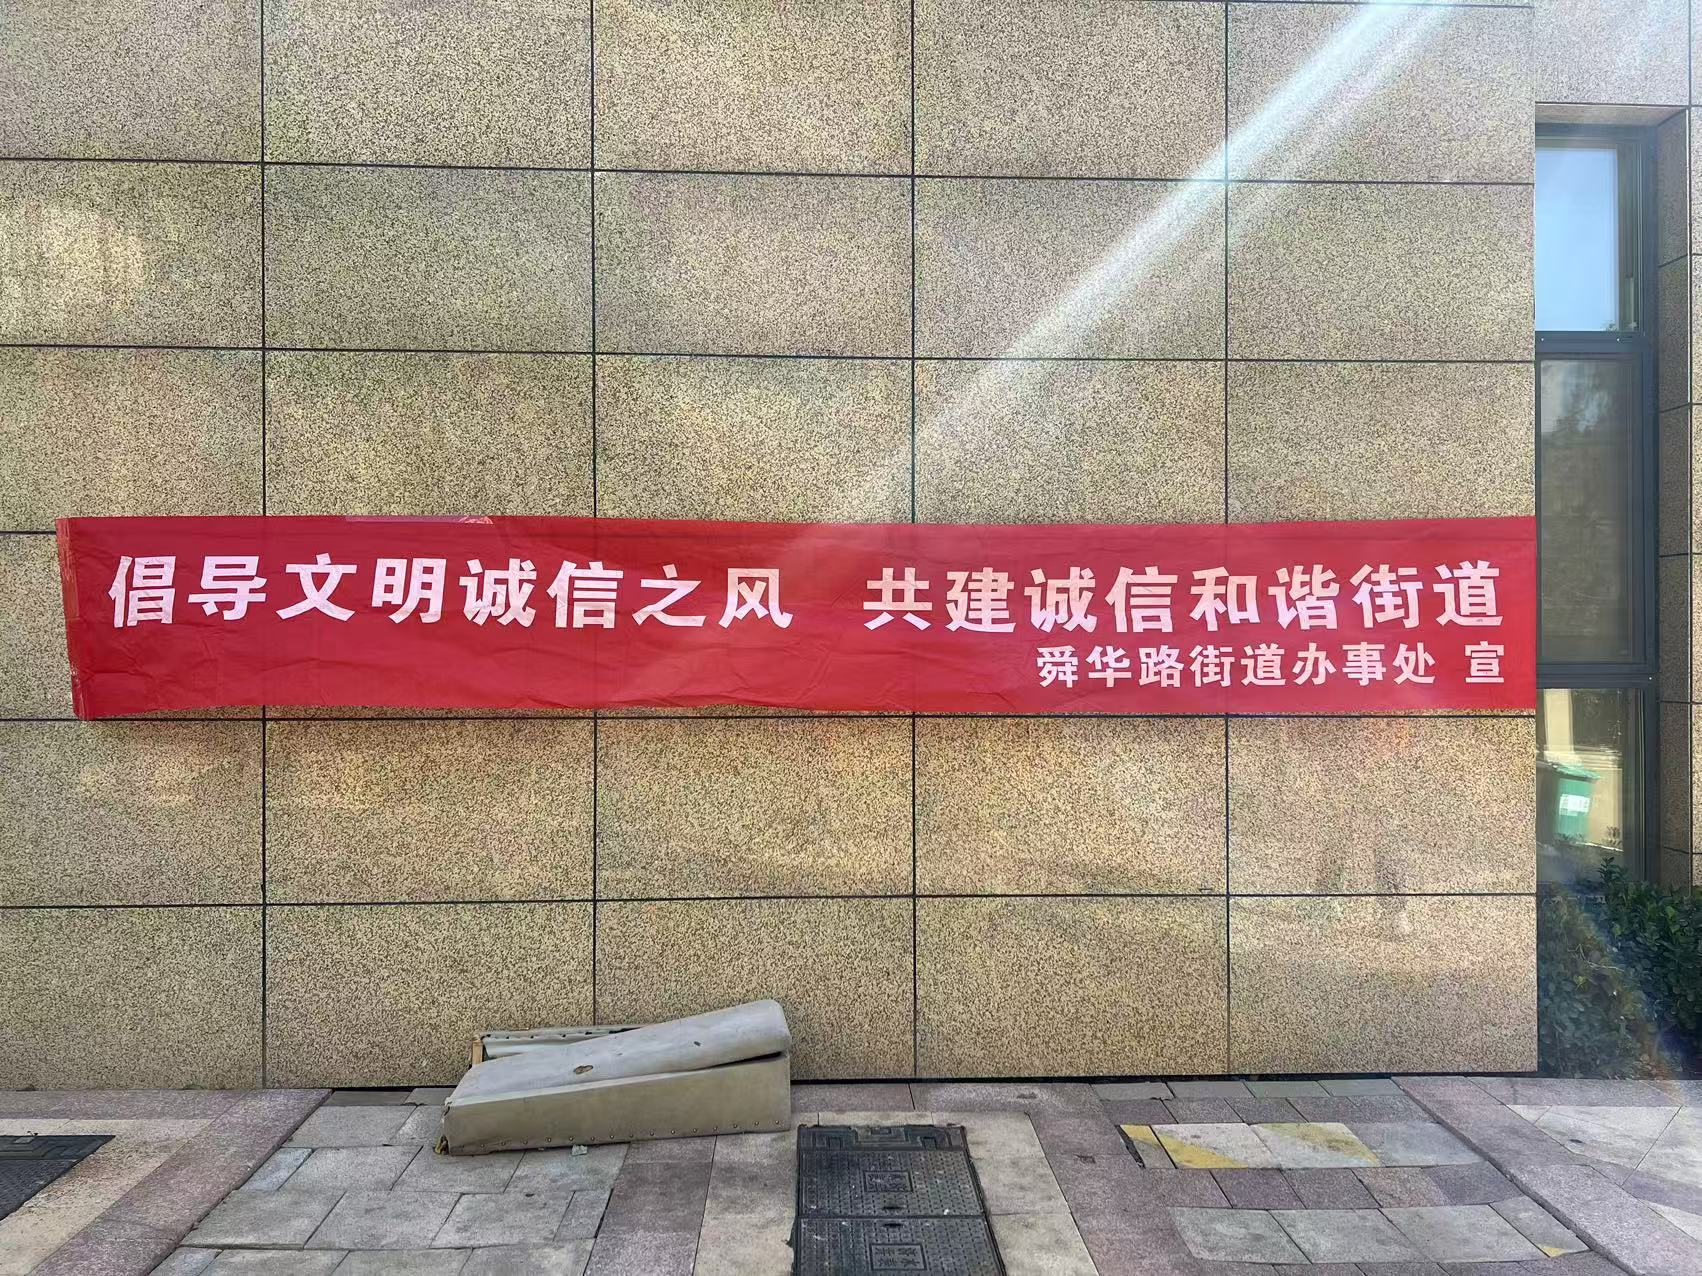 倡导文明诚信之风 共建诚信和谐街道
舜华路街道办事处 宣